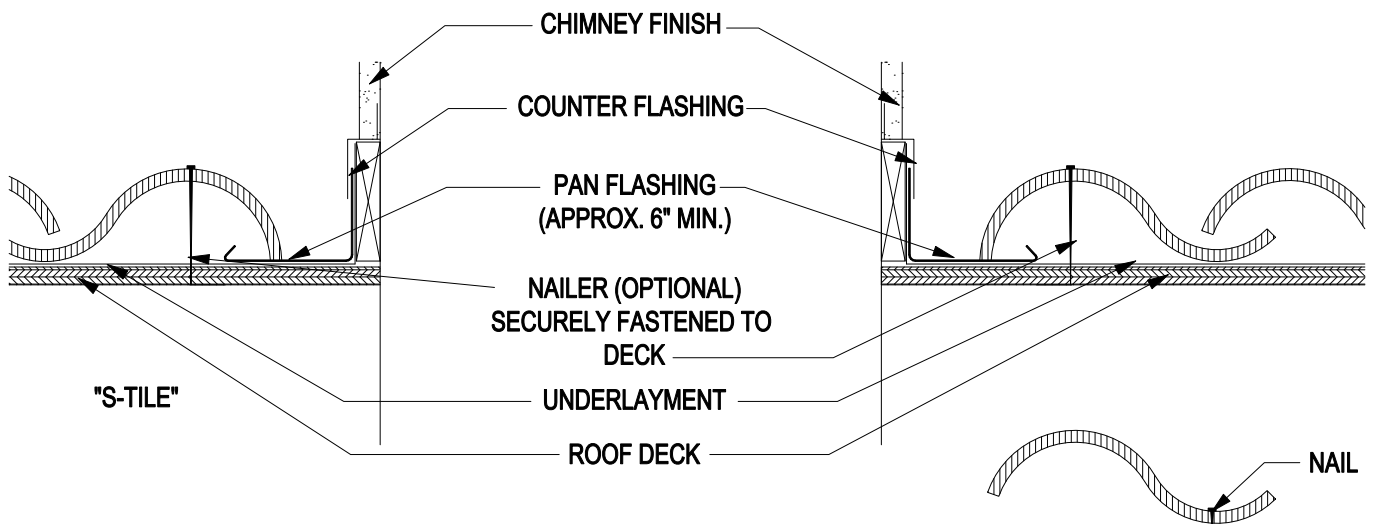 CHIMNEY FINISH
COUNTER FLASHING
PAN FLASHING
(APPROX. 6" MIN.)
NAILER (OPTIONAL)
SECURELY FASTENED TO
DECK
"S-TILE"
UNDERLAYMENT
ROOF DECK
NAIL